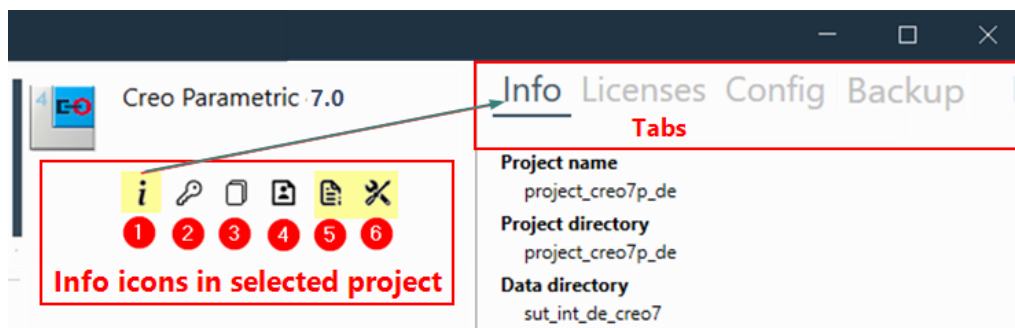 Info Licenses Config Backup
4
Creo Parametric 7.0
Tabs
Project name
project_creo7p_de
Project directory
project_creo7p_de
Data directory
sut_int_de_creo7
i
1 2 3 4 5 6
Info icons in selected project